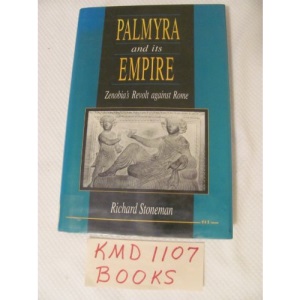 PALMYRA
and its
EMPIRE
Zenobia's Revolt against Rome
Richard Stoneman
KMD 1107
BOOKS